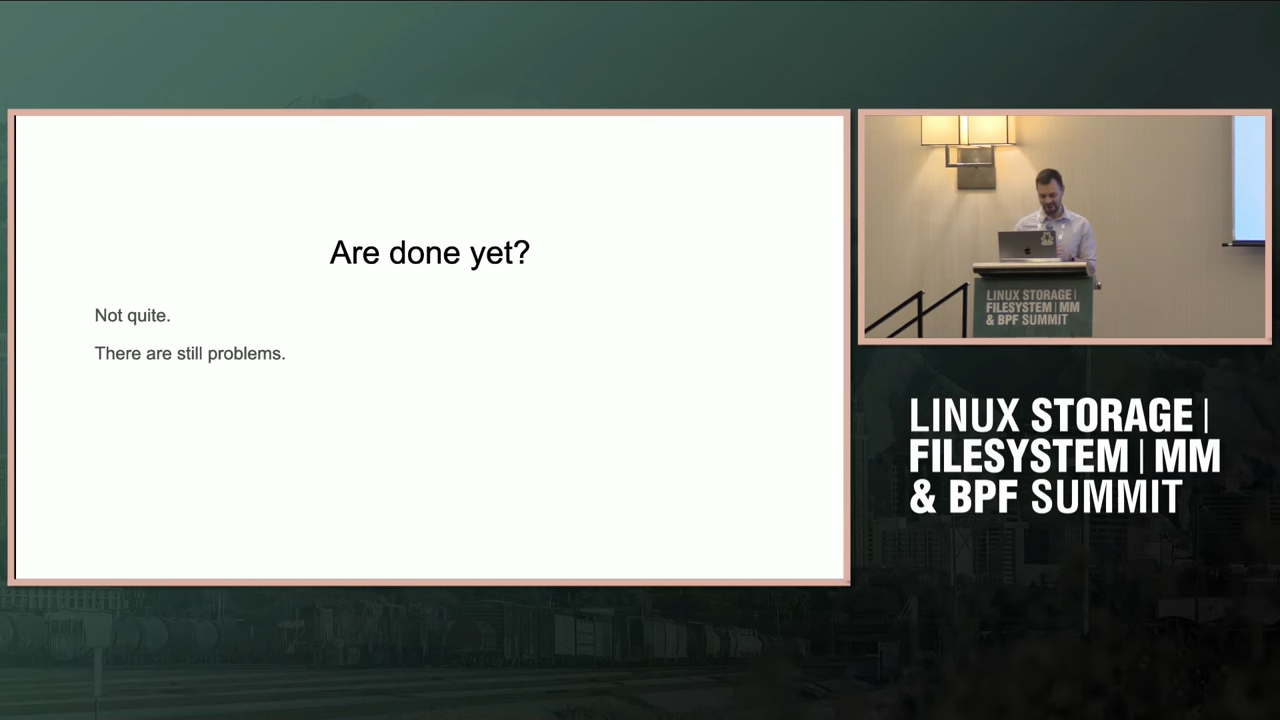 Are done yet?
Not quite.
There are still problems.
LINUX STORAGE |
FILESYSTEM | MM
& BPF SUMMIT
LINUX STORAGE |
FILESYSTEM | MM
& BPF SUMMIT